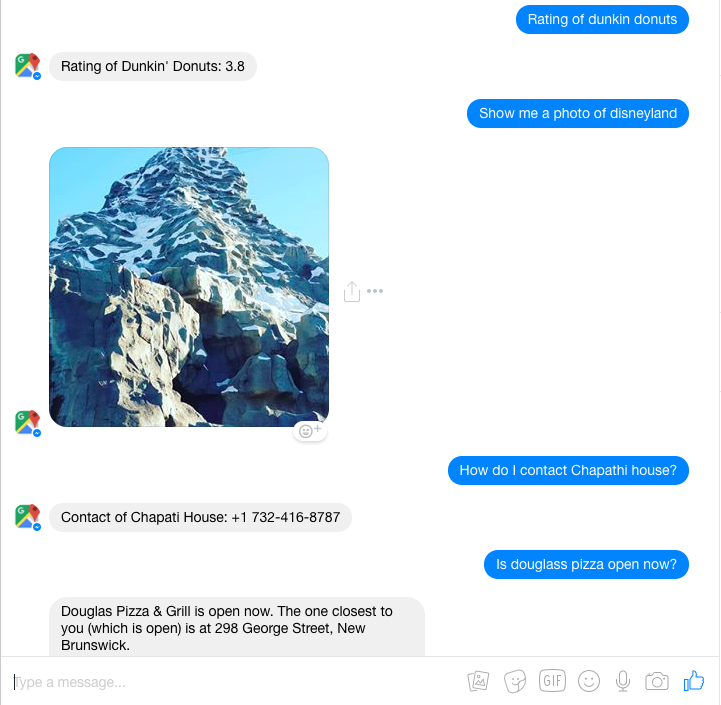 Rating of dunkin donuts
Rating of Dunkin' Donuts: 3.8
Show me a photo of disneyland
How do I contact Chapathi house?
Contact of Chapati House: +1 732-416-8787
Is douglass pizza open now?
Douglas Pizza & Grill is open now. The one closest to
you (which is open) is at 298 George Street, New
Brunswick.
Type a message...
GIF